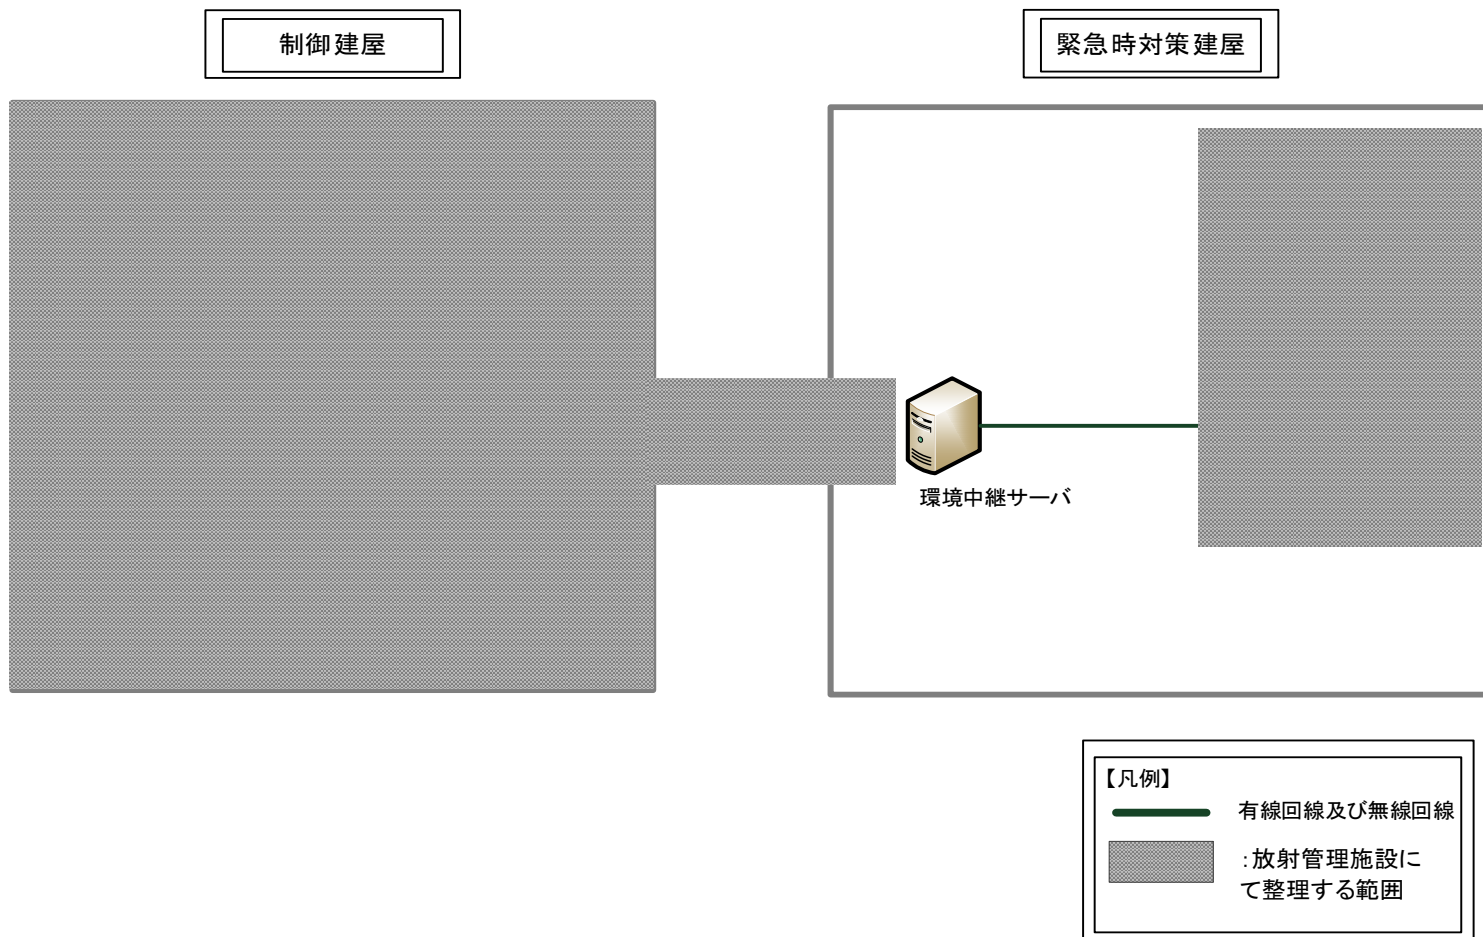 制御建屋
緊急時対策建屋
環境中継サーバ
【凡例】
有線回線及び無線回線
：放射管理施設に
て整理する範囲